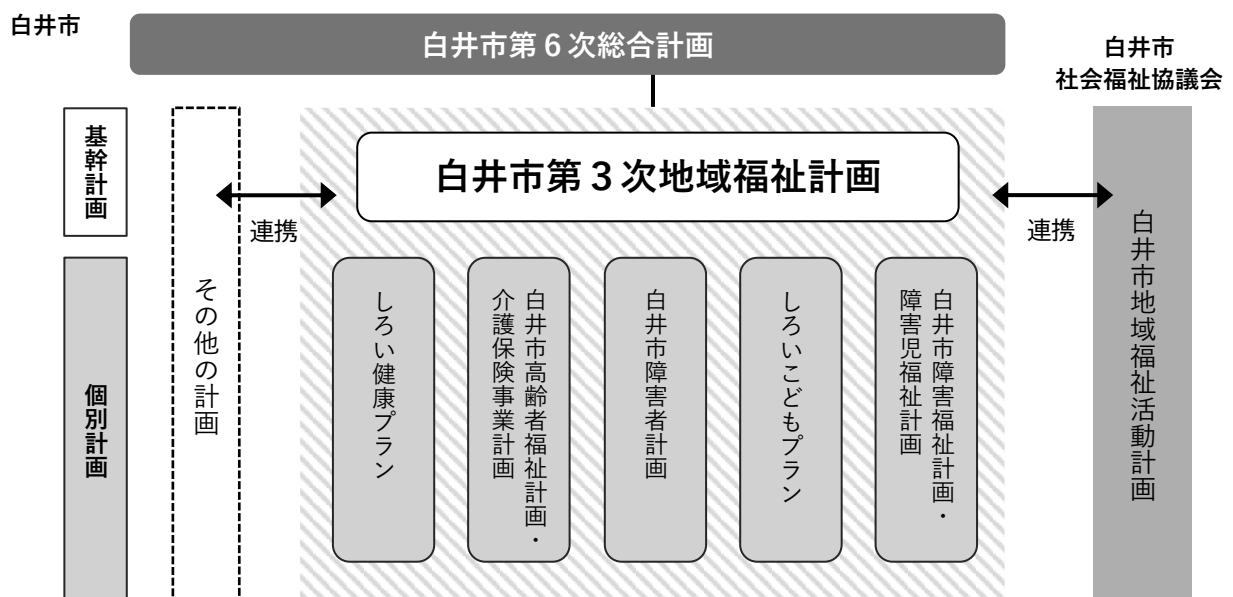 白井市
白井市第６次総合計画
白井市
社会福祉協議会
基幹計画
白井市第３次地域福祉計画
連携
連携
個別計画
その他の計画
しろい健康プラン
白井市高齢者福祉計画・
介護保険事業計画
白井市障害者計画
しろいこどもプラン
白井市障害福祉計画・
障害児福祉計画
白井市地域福祉活動計画